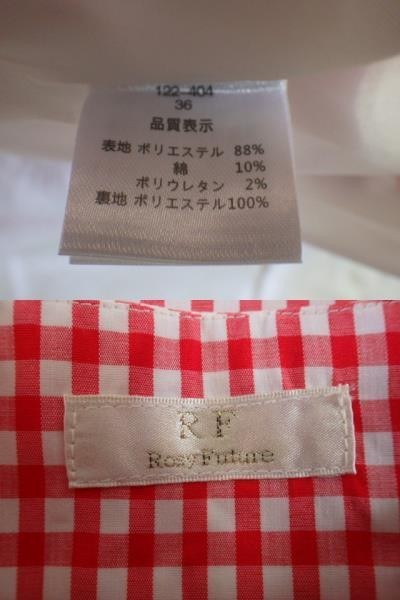 122-404
36
品質表示
表地 ポリエステル 88%
綿 10%
ポリウレタン 2%
裏地 ポリエステル100%
R F
Rosy Future